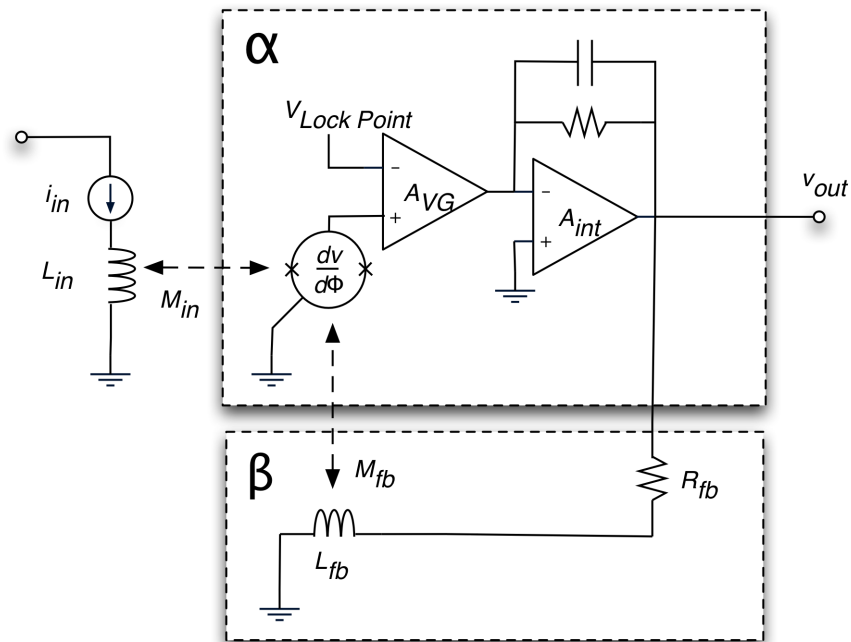 α
V_Lock Point
−
A_VG
+
−
A_int
+
v_out
i_in
L_in
M_in
dv
dΦ
β
M_fb
R_fb
L_fb